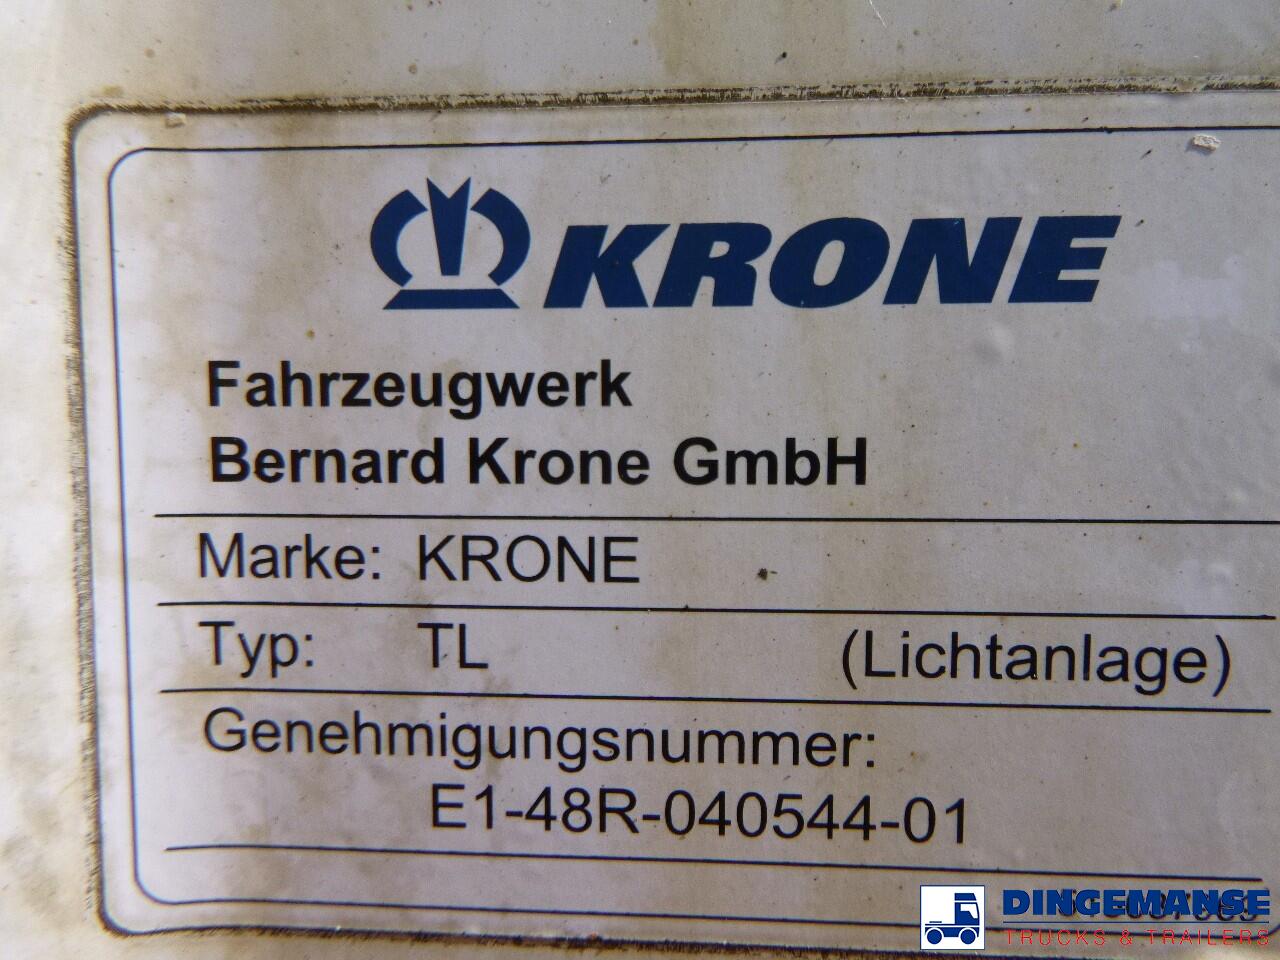 KRONE
Fahrzeugwerk
Bernard Krone GmbH
Marke: KRONE
Typ: TL (Lichtanlage)
Genehmigungsnummer:
E1-48R-040544-01
DINGEMANSE
TRUCKS & TRAILERS